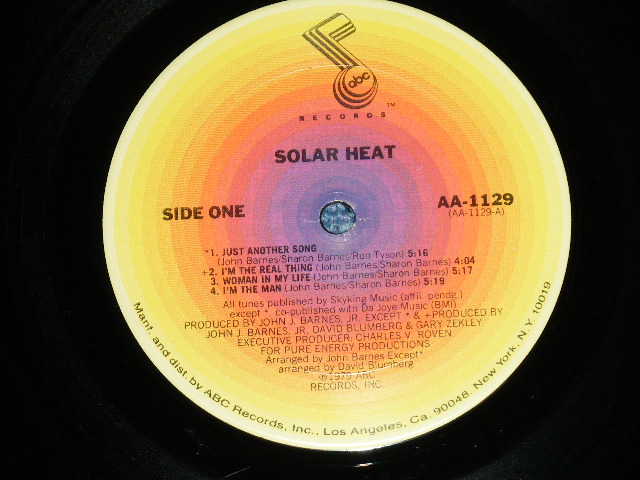 abc
™
RECORDS
SOLAR HEAT
SIDE ONE
AA-1129
(AA-1129-A)
*1. JUST ANOTHER SONG
(John Barnes/Sharon Barnes/Ron Tyson) 5:16
+2. I'M THE REAL THING (John Barnes/Sharon Barnes) 4:04
3. WOMAN IN MY LIFE (John Barnes/Sharon Barnes) 5:17
4. I'M THE MAN (John Barnes/Sharon Barnes) 5:19
All tunes published by Skyking Music (affil. pendg.)
except * co-published with Da Joye Music (BMI)
PRODUCED BY JOHN J. BARNES, JR. EXCEPT * & +PRODUCED BY
JOHN J. BARNES, JR. DAVID BLUMBERG & GARY ZEKLEY
EXECUTIVE PRODUCER: CHARLES V. ROVEN
FOR PURE ENERGY PRODUCTIONS
Arranged by John Barnes Except*
arranged by David Blumberg
℗1979 ABC
RECORDS, INC.
Manf. and dist. by ABC Records, Inc., Los Angeles, Ca. 90048, New York, N.Y. 10019